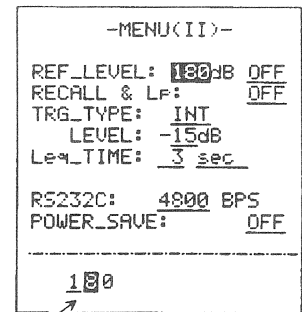 -MENU(II)-
REF_LEVEL: 180dB OFF
RECALL & LP: OFF
TRG_TYPE: INT
LEVEL: -15dB
Leq_TIME: 3 sec
RS232C: 4800 BPS
POWER_SAVE: OFF
180